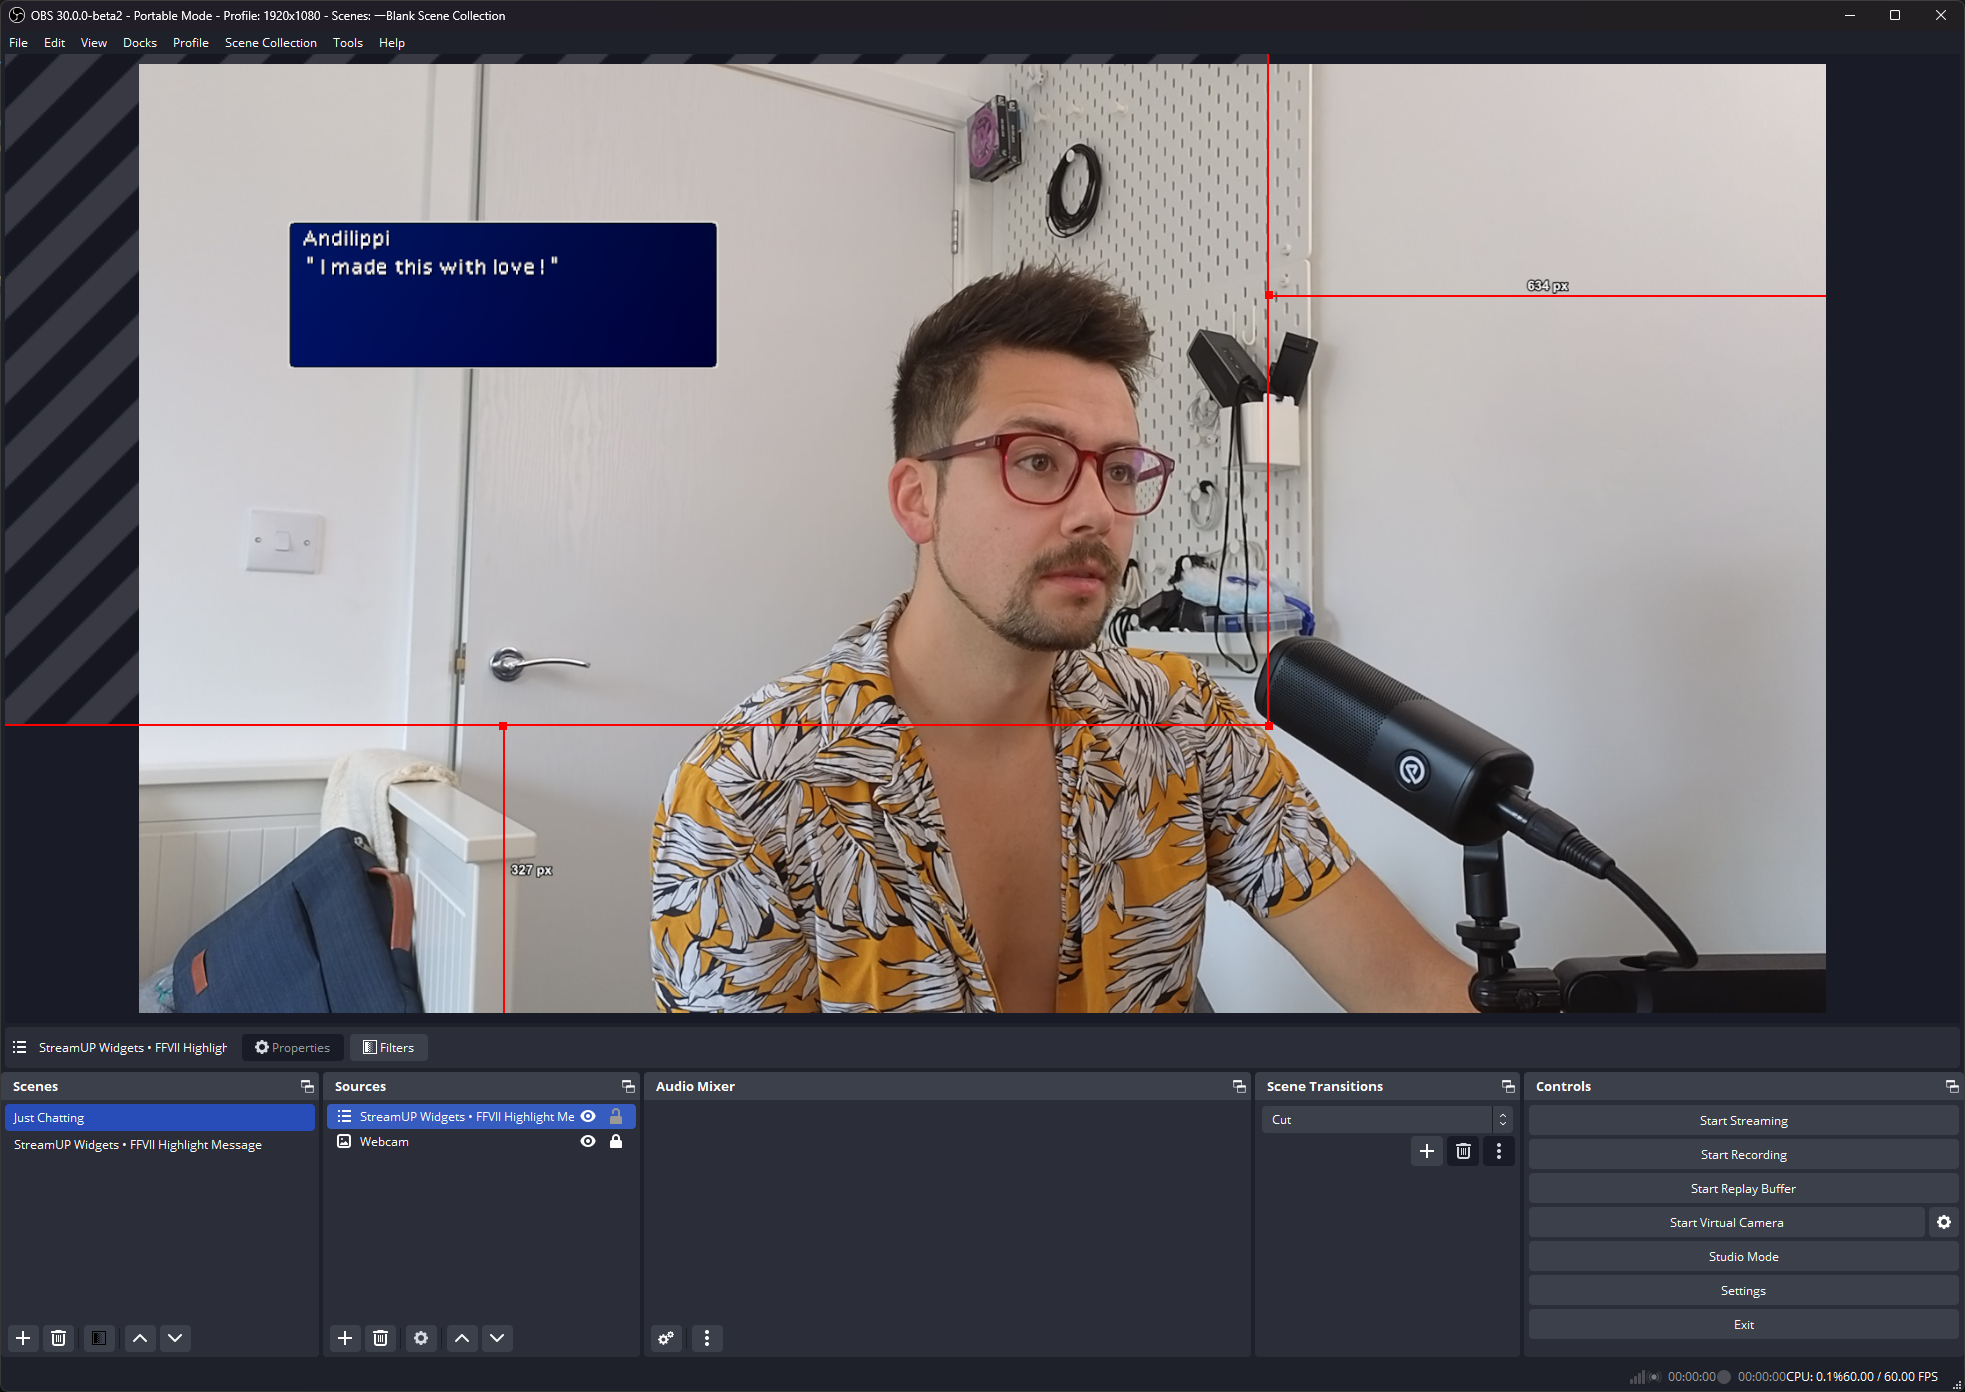 OBS 30.0.0-beta2 - Portable Mode - Profile: 1920x1080 - Scenes: —Blank Scene Collection
File Edit View Docks Profile Scene Collection Tools Help
Andilippi
" I made this with love ! "
634 px
327 px
StreamUP Widgets • FFVII Highligh
Properties
Filters
Scenes
Just Chatting
StreamUP Widgets • FFVII Highlight Message
Sources
StreamUP Widgets • FFVII Highlight Me
Webcam
Audio Mixer
Scene Transitions
Cut
Controls
Start Streaming
Start Recording
Start Replay Buffer
Start Virtual Camera
Studio Mode
Settings
Exit
00:00:00 00:00:00 CPU: 0.1% 60.00 / 60.00 FPS